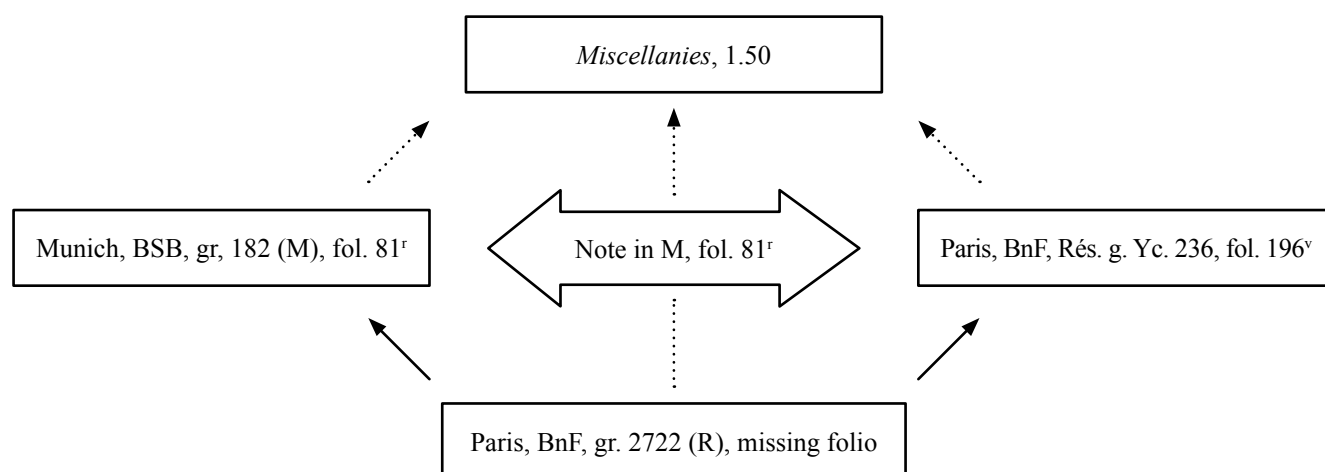 Miscellanies, 1.50
Munich, BSB, gr, 182 (M), fol. 81ʳ
Note in M, fol. 81ʳ
Paris, BnF, Rés. g. Yc. 236, fol. 196ᵛ
Paris, BnF, gr. 2722 (R), missing folio